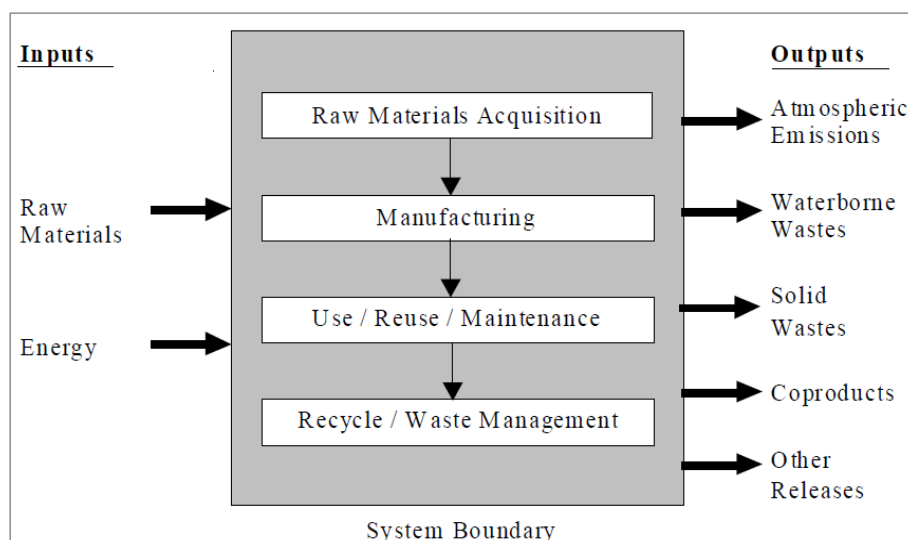 Inputs
Outputs
Raw Materials Acquisition
Atmospheric
Emissions
Raw
Materials
Manufacturing
Waterborne
Wastes
Use / Reuse / Maintenance
Solid
Wastes
Energy
Recycle / Waste Management
Coproducts
Other
Releases
System Boundary